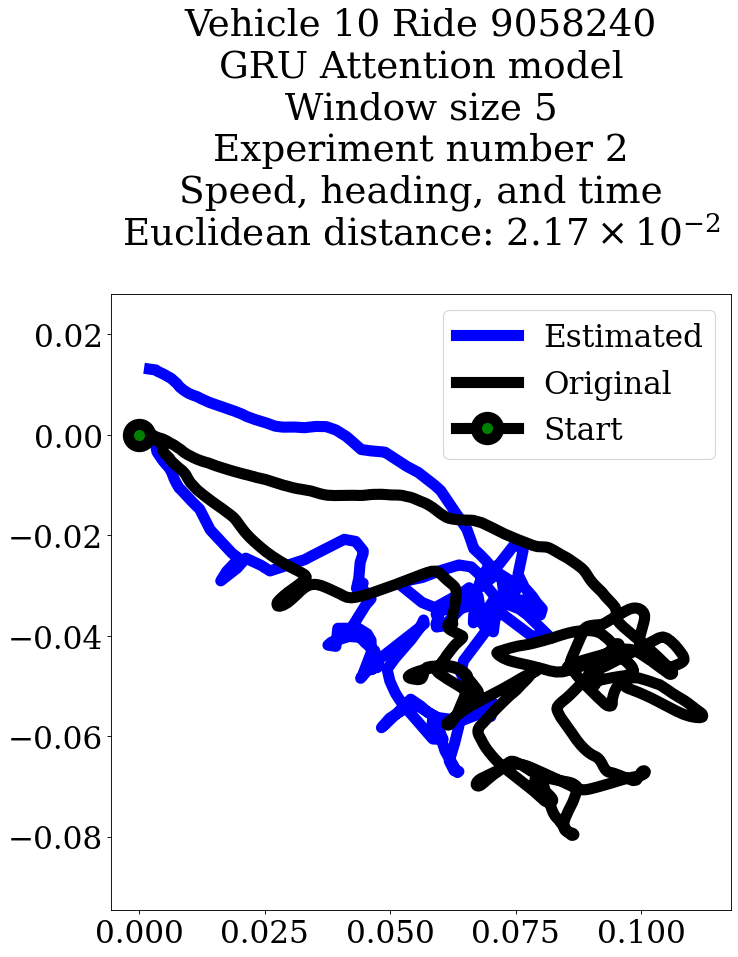 Vehicle 10 Ride 9058240
GRU Attention model
Window size 5
Experiment number 2
Speed, heading, and time
Euclidean distance: 2.17 × 10⁻²
Estimated
Original
Start
0.02
0.00
−0.02
−0.04
−0.06
−0.08
0.000 0.025 0.050 0.075 0.100